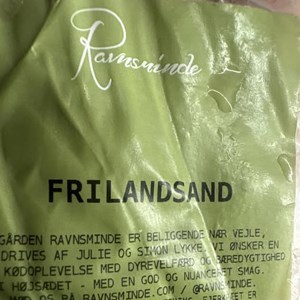 Ravnsminde
FRILANDSAND
GÅRDEN RAVNSMINDE ER BELIGGENDE NÆR VEJLE,
DRIVES AF JULIE OG SIMON LYKKE. VI ØNSKER EN
KØDOPLEVELSE MED DYREVELFÆRD OG BÆREDYGTIGHED
I HØJSÆDET - MED EN GOD OG NUANCERET SMAG.
OS PÅ RAVNSMINDE.COM / @RAVNSMINDE.